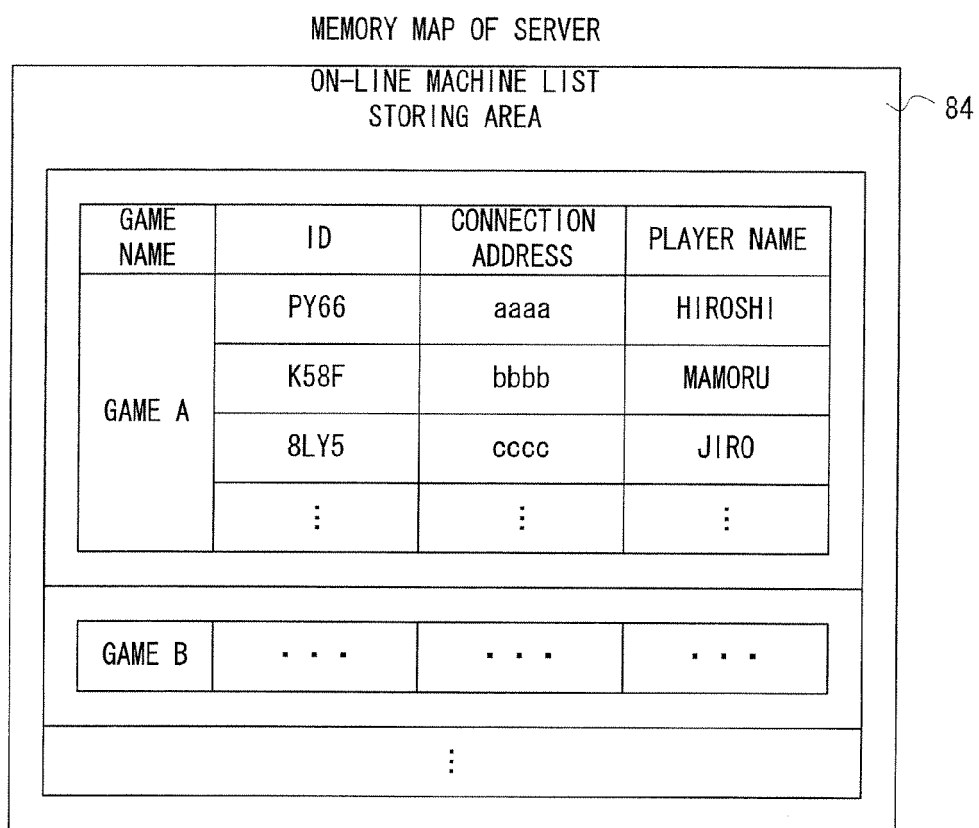 MEMORY MAP OF SERVER
ON-LINE MACHINE LIST
STORING AREA
84
GAME NAME ID CONNECTION ADDRESS PLAYER NAME
GAME A PY66 aaaa HIROSHI
K58F bbbb MAMORU
8LY5 cccc JIRO
⋮ ⋮ ⋮
GAME B ・・・ ・・・ ・・・
⋮